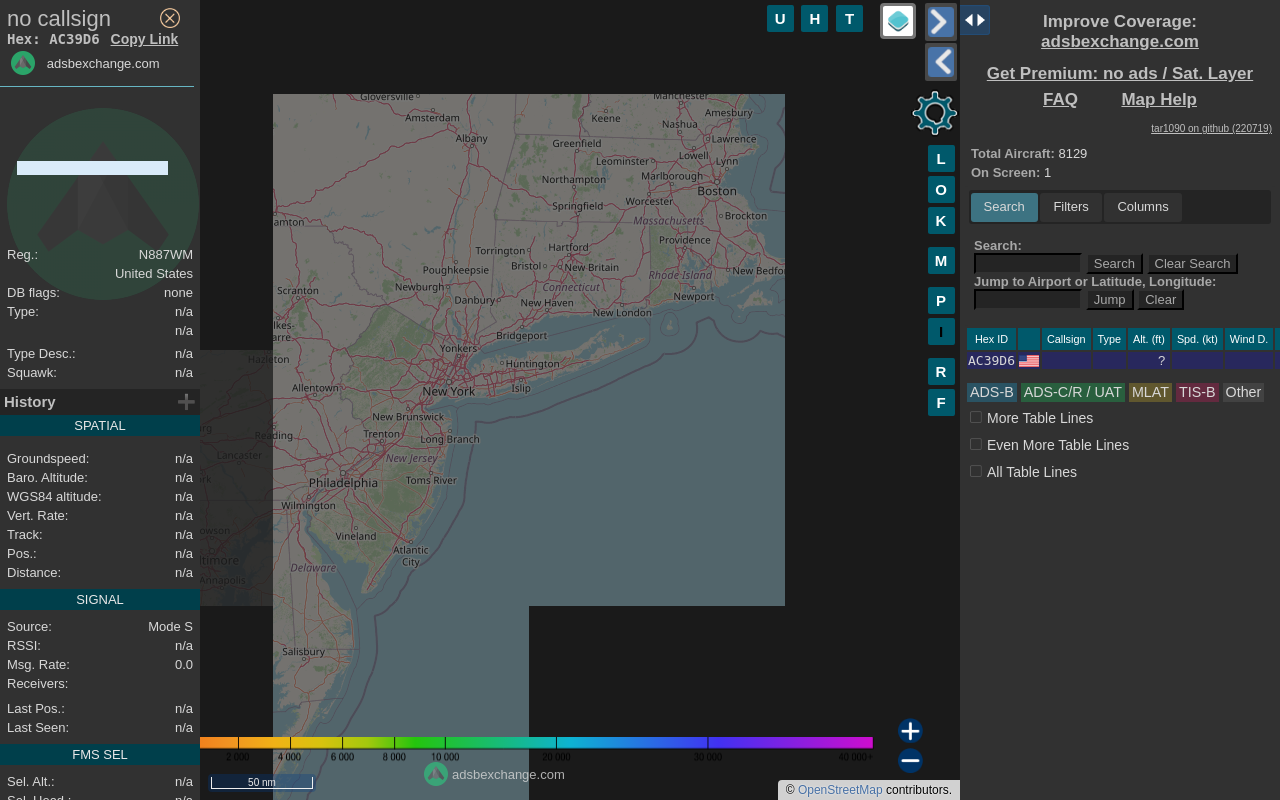 no callsign
Hex: AC39D6 Copy Link
adsbexchange.com
Reg.: N887WM
United States
DB flags: none
Type: n/a
n/a
Type Desc.: n/a
Squawk: n/a
History
SPATIAL
Groundspeed: n/a
Baro. Altitude: n/a
WGS84 altitude: n/a
Vert. Rate: n/a
Track: n/a
Pos.: n/a
Distance: n/a
SIGNAL
Source: Mode S
RSSI: n/a
Msg. Rate: 0.0
Receivers:
Last Pos.: n/a
Last Seen: n/a
FMS SEL
Sel. Alt.: n/a
U H T
L
O
K
M
P
I
R
F
Gloversville
Manchester
Amsterdam
Keene
Amesbury
Nashua
Albany
Greenfield
Lawrence
Leominster
Lowell
Lynn
Northampton
Marlborough
Boston
Springfield
Worcester
Massachusetts
Brockton
Torrington
Hartford
Providence
Poughkeepsie
Bristol
New Britain
Rhode Island
Scranton
Newburgh
Connecticut
Danbury
New Haven
Newport
New London
Bridgeport
Yonkers
Hazleton
Huntington
Allentown
New York
Islip
New Brunswick
Reading
Trenton
Long Branch
Lancaster
New Jersey
Philadelphia
Toms River
Wilmington
Vineland
Atlantic
City
Delaware
Annapolis
Salisbury
2 000 4 000 6 000 8 000 10 000 20 000 30 000 40 000+
adsbexchange.com
50 nm
© OpenStreetMap contributors.
Improve Coverage:
adsbexchange.com
Get Premium: no ads / Sat. Layer
FAQ Map Help
tar1090 on github (220719)
Total Aircraft: 8129
On Screen: 1
Search Filters Columns
Search:
Search Clear Search
Jump to Airport or Latitude, Longitude:
Jump Clear
Hex ID Callsign Type Alt. (ft) Spd. (kt) Wind D.
AC39D6 ?
ADS-B ADS-C/R / UAT MLAT TIS-B Other
More Table Lines
Even More Table Lines
All Table Lines